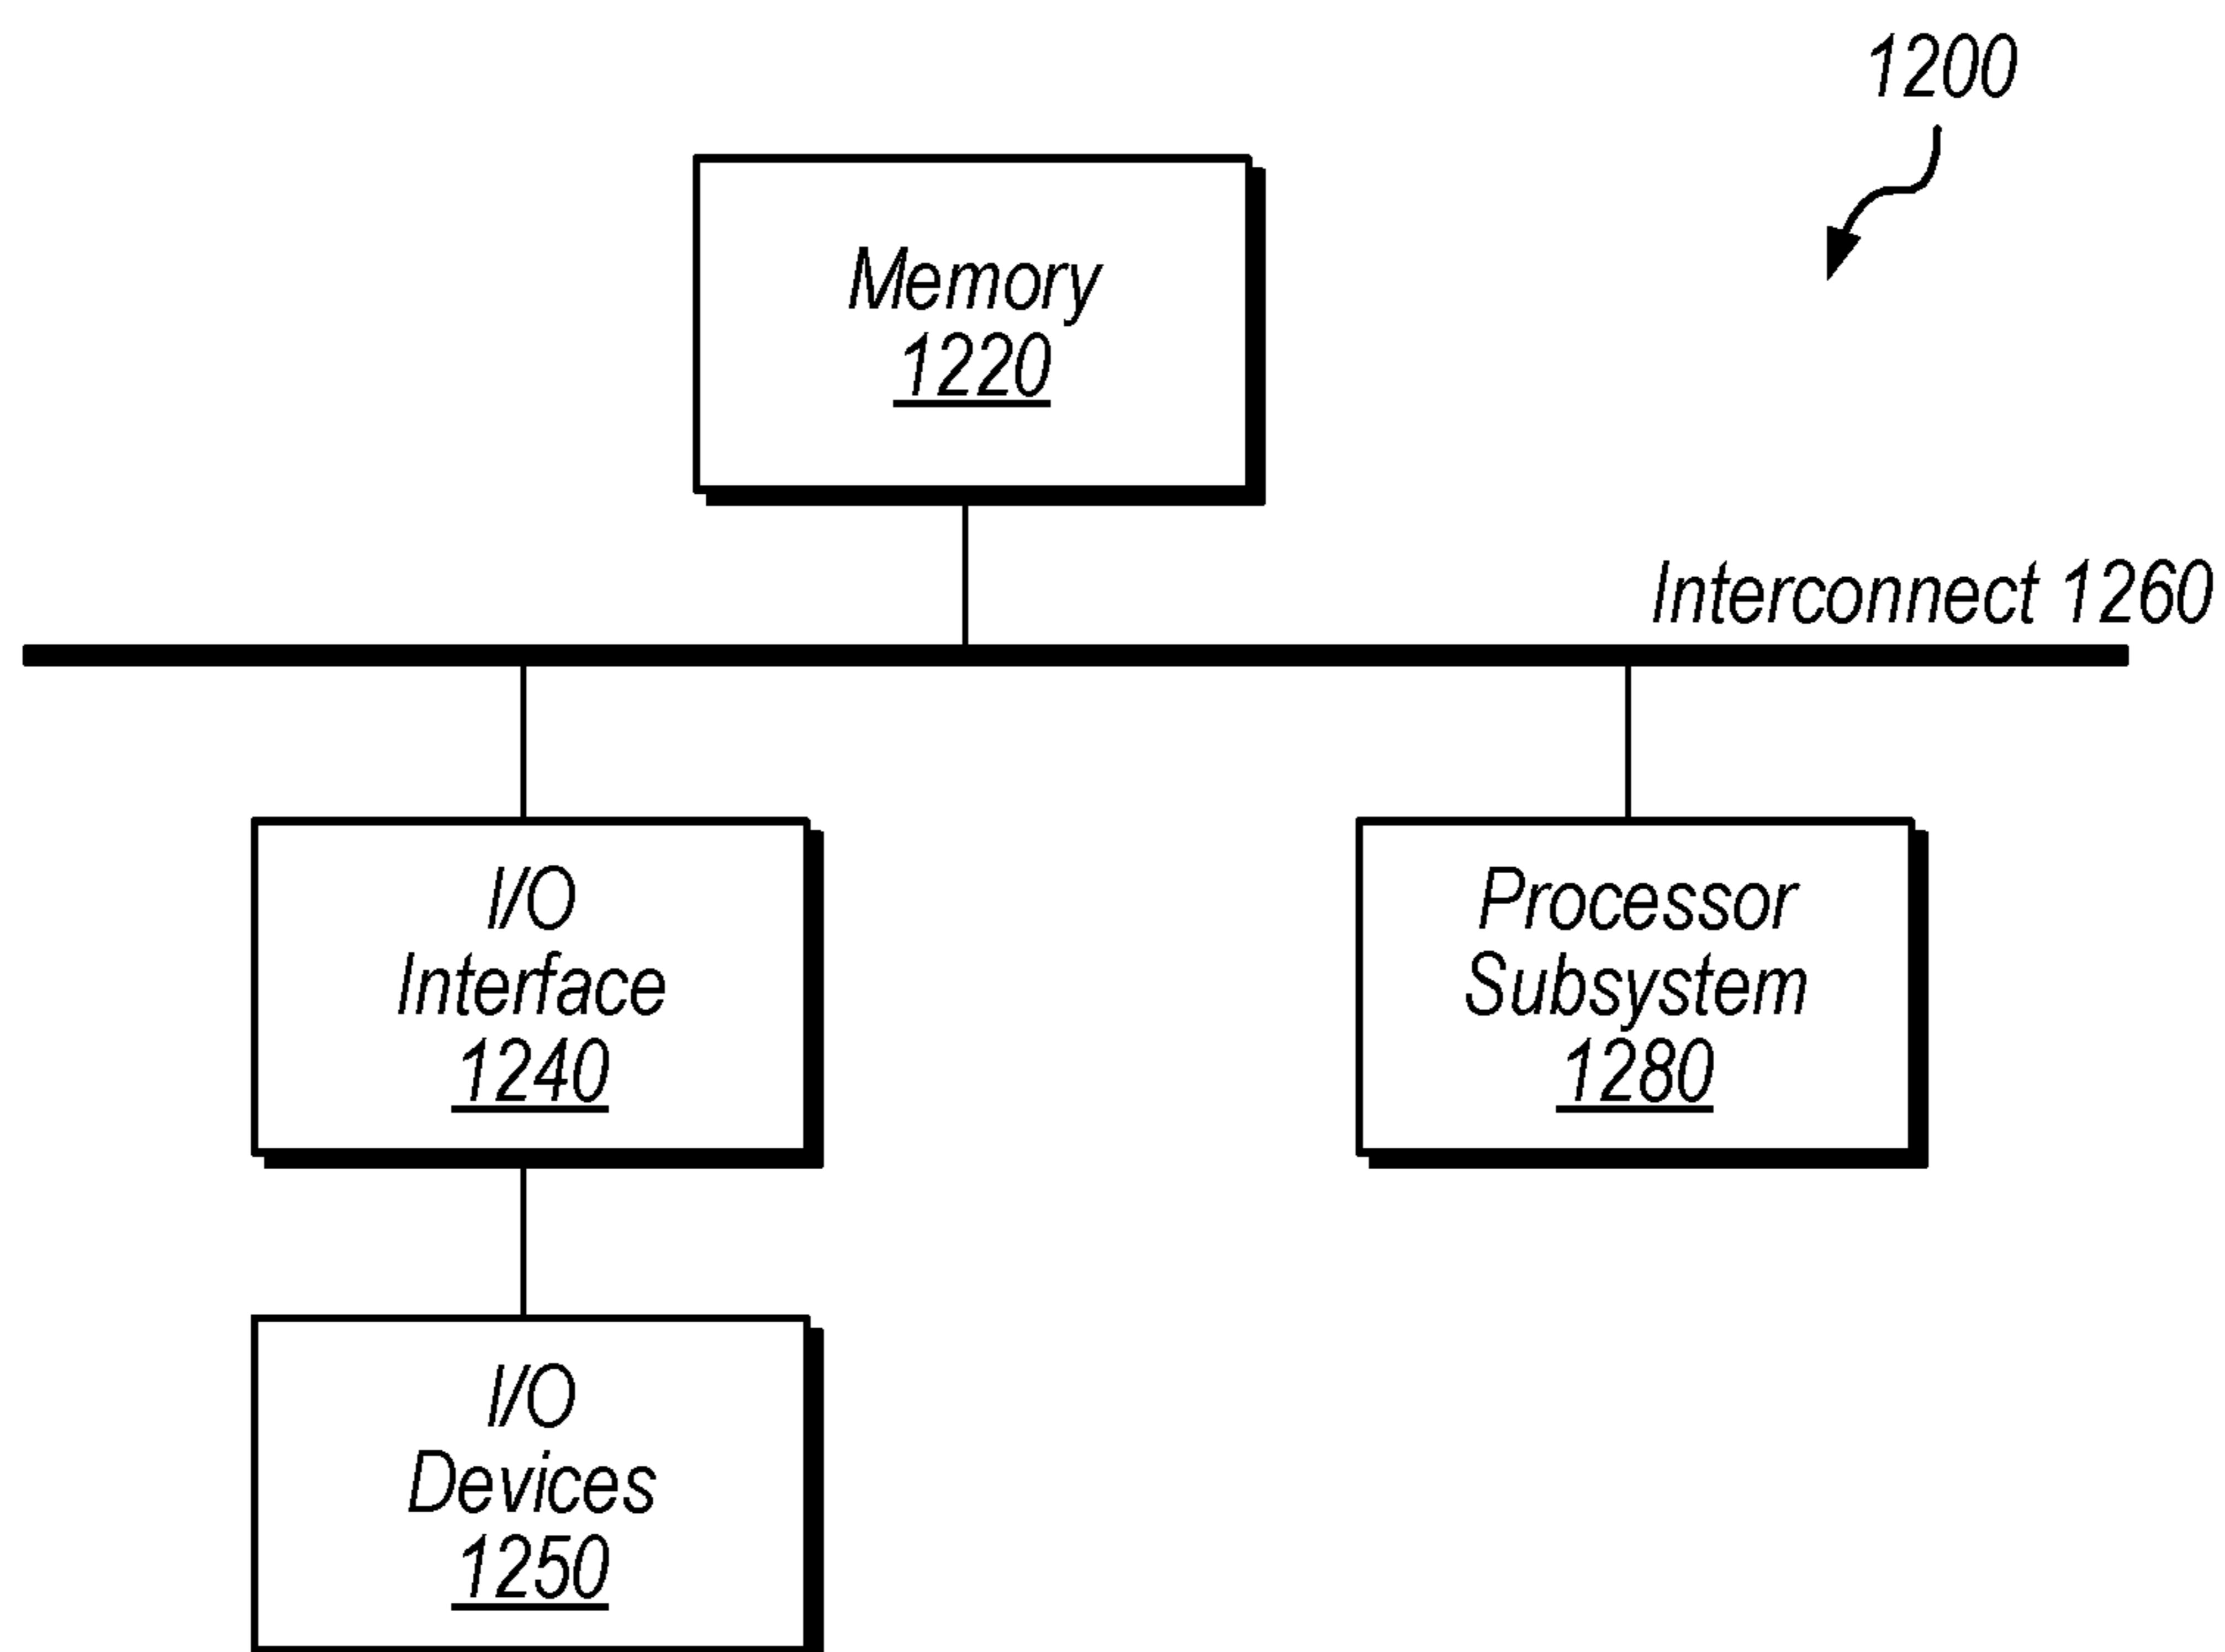 1200
Memory
1220
Interconnect 1260
I/O
Interface
1240
Processor
Subsystem
1280
I/O
Devices
1250